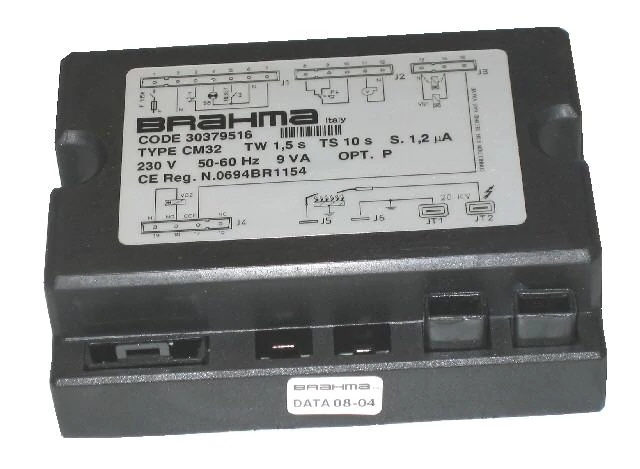 J1
J2
J3
BRAHMA Italy
CODE 30379516
TYPE CM32 TW 1,5 s TS 10 s S. 1,2 µA
230 V 50-60 Hz 9 VA OPT. P
CE Reg. N.0694BR1154
J4
J5
J6
20 KV
JT1
JT2
BRAHMA
DATA 08-04